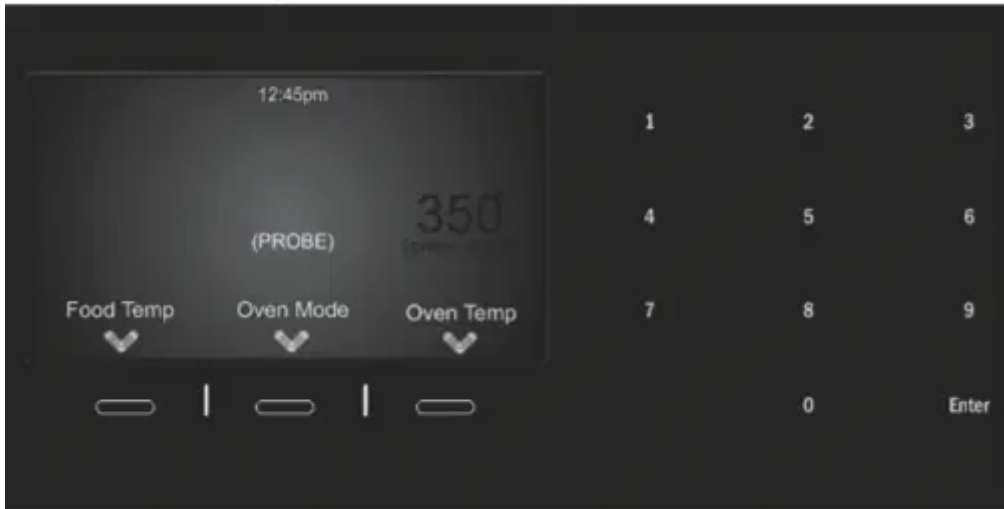 12:45pm
1 2 3
350°
4 5 6
(PROBE)
Food Temp Oven Mode Oven Temp
7 8 9
0 Enter